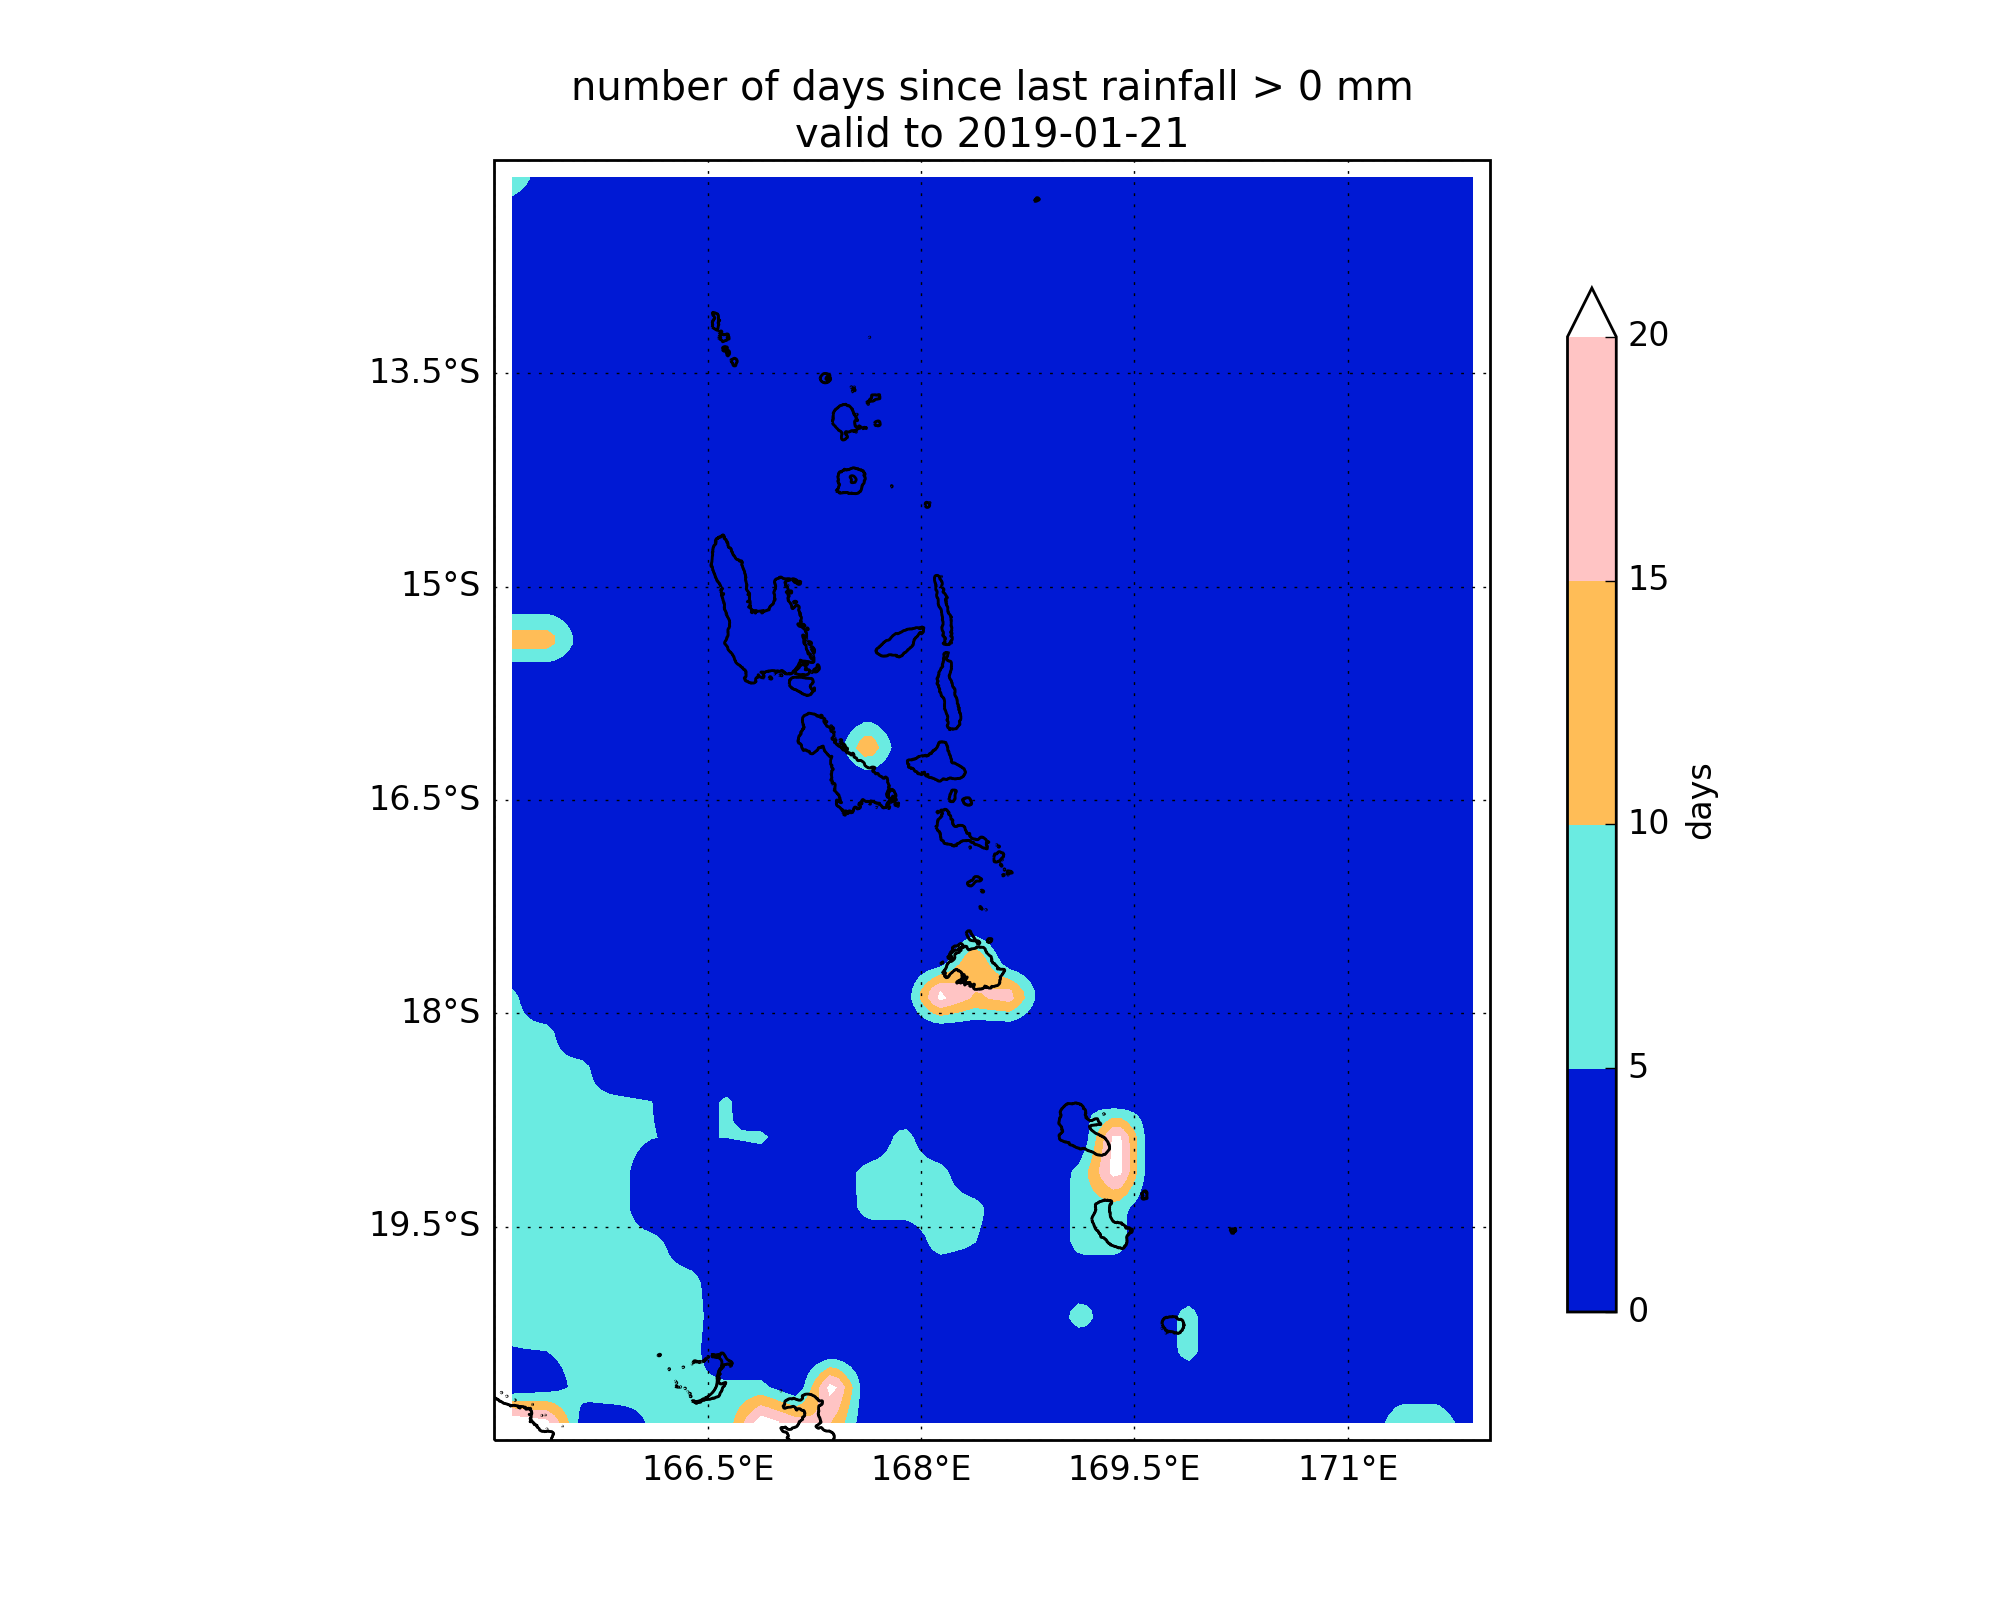 number of days since last rainfall > 0 mm
valid to 2019-01-21
13.5°S
15°S
16.5°S
18°S
19.5°S
166.5°E
168°E
169.5°E
171°E
20
15
10
5
0
days